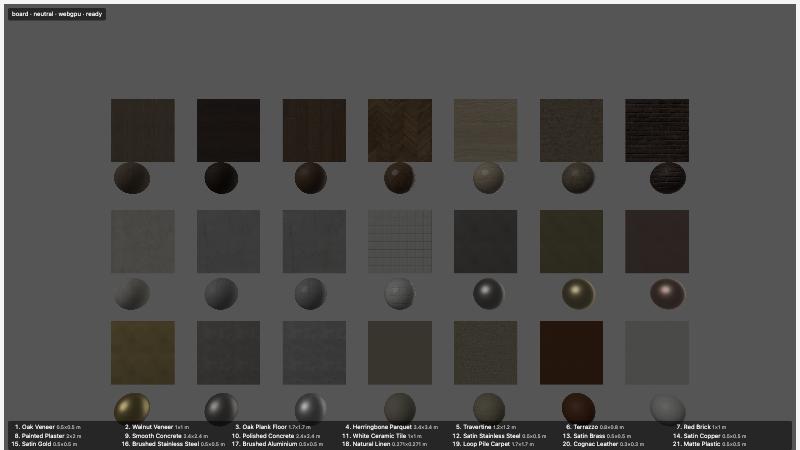 board · neutral · webgpu · ready
1. Oak Veneer 0.5×0.5 m 2. Walnut Veneer 1×1 m 3. Oak Plank Floor 1.7×1.7 m 4. Herringbone Parquet 3.4×3.4 m 5. Travertine 1.2×1.2 m 6. Terrazzo 0.8×0.8 m 7. Red Brick 1×1 m
8. Painted Plaster 2×2 m 9. Smooth Concrete 2.4×2.4 m 10. Polished Concrete 2.4×2.4 m 11. White Ceramic Tile 1×1 m 12. Satin Stainless Steel 0.5×0.5 m 13. Satin Brass 0.5×0.5 m 14. Satin Copper 0.5×0.5 m
15. Satin Gold 0.5×0.5 m 16. Brushed Stainless Steel 0.5×0.5 m 17. Brushed Aluminium 0.5×0.5 m 18. Natural Linen 0.371×0.371 m 19. Loop Pile Carpet 1.7×1.7 m 20. Cognac Leather 0.3×0.3 m 21. Matte Plastic 0.5×0.5 m